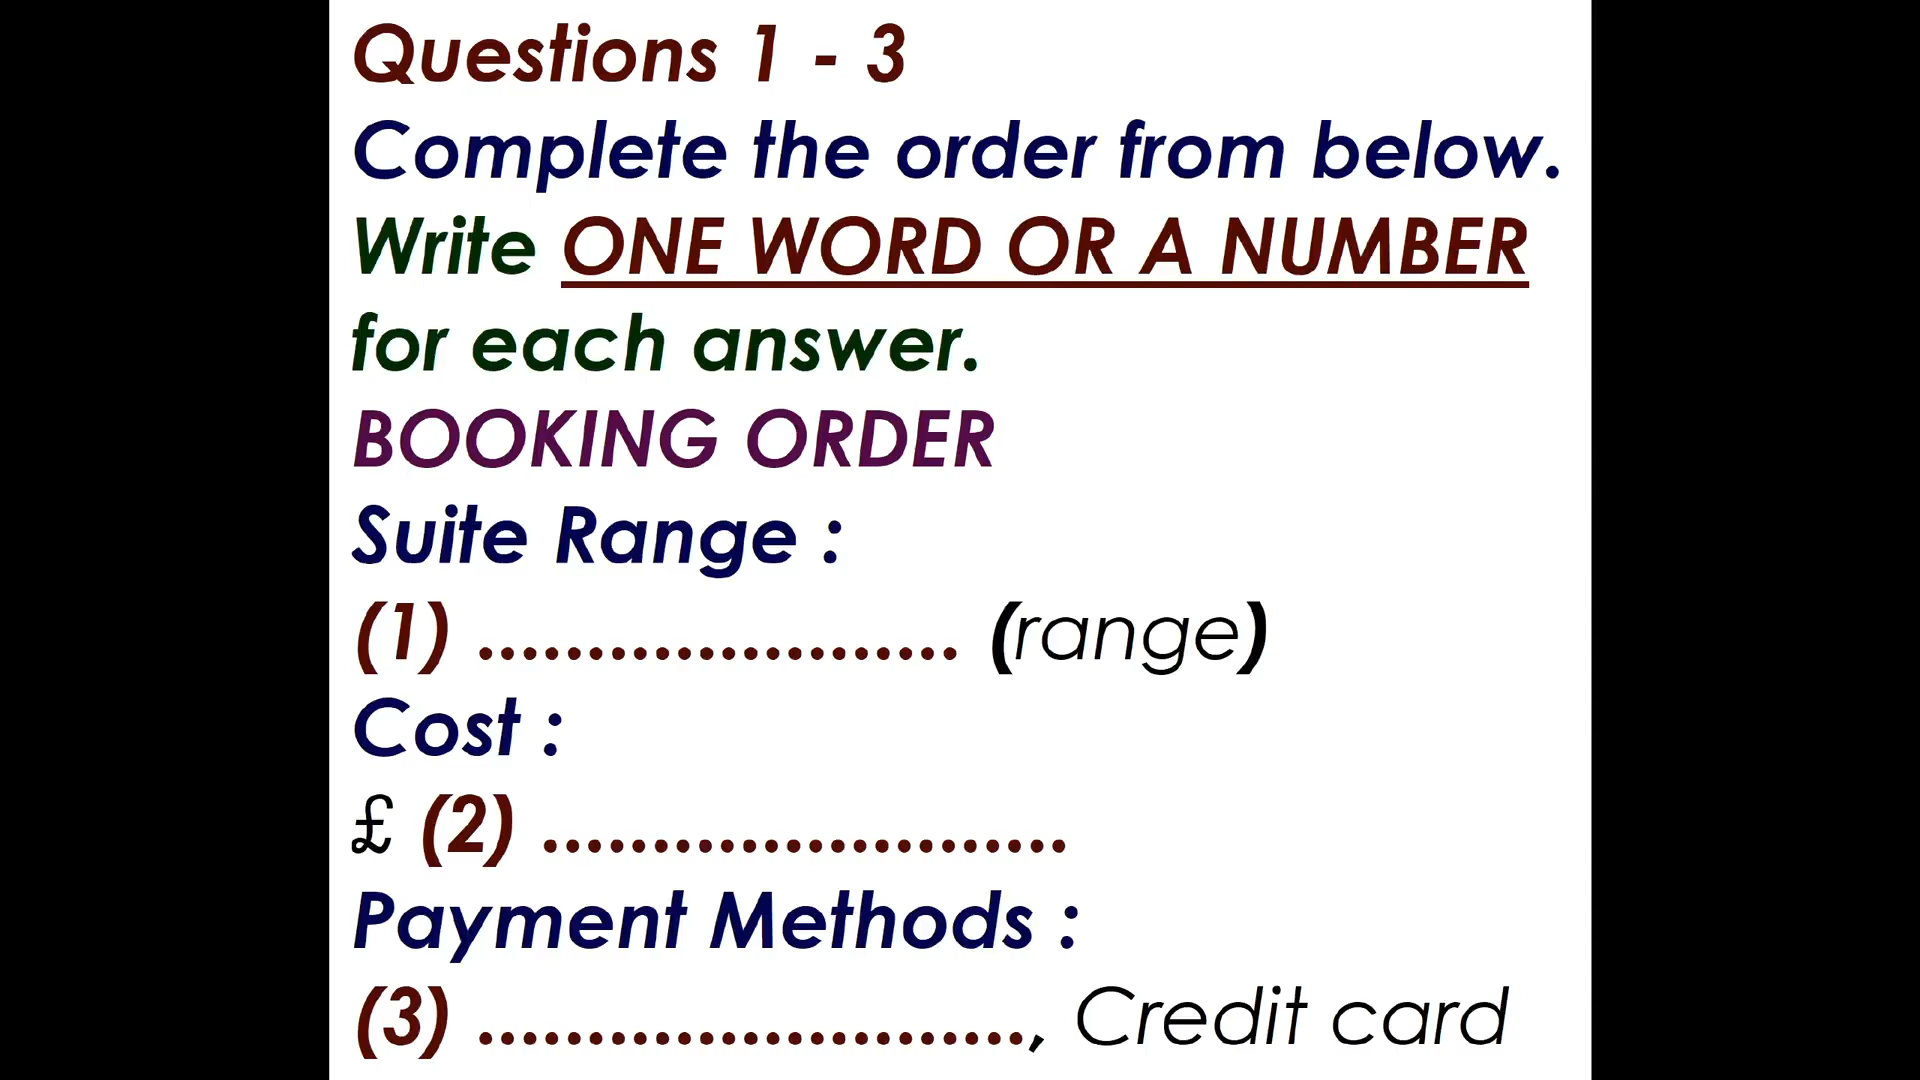 Questions 1 - 3
Complete the order from below.
Write ONE WORD OR A NUMBER
for each answer.
BOOKING ORDER
Suite Range :
(1) ...................... (range)
Cost :
£ (2) ........................
Payment Methods :
(3) ........................., Credit card